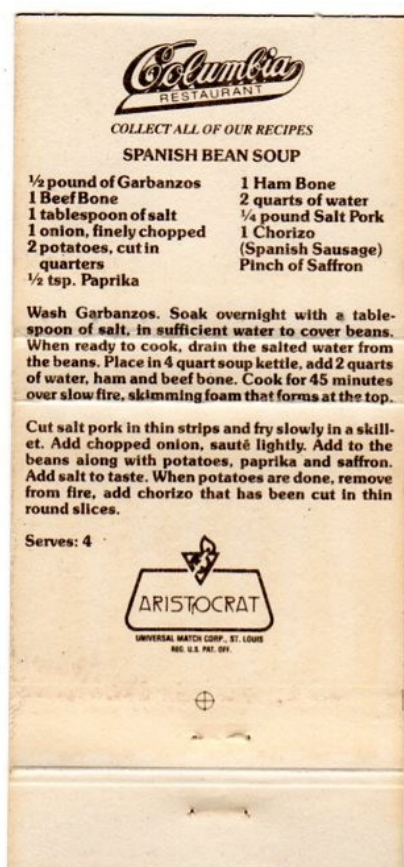 Columbia
RESTAURANT
COLLECT ALL OF OUR RECIPES
SPANISH BEAN SOUP
½ pound of Garbanzos
1 Beef Bone
1 tablespoon of salt
1 onion, finely chopped
2 potatoes, cut in
quarters
½ tsp. Paprika
1 Ham Bone
2 quarts of water
¼ pound Salt Pork
1 Chorizo
(Spanish Sausage)
Pinch of Saffron
Wash Garbanzos. Soak overnight with a table-
spoon of salt, in sufficient water to cover beans.
When ready to cook, drain the salted water from
the beans. Place in 4 quart soup kettle, add 2 quarts
of water, ham and beef bone. Cook for 45 minutes
over slow fire, skimming foam that forms at the top.
Cut salt pork in thin strips and fry slowly in a skill-
et. Add chopped onion, sauté lightly. Add to the
beans along with potatoes, paprika and saffron.
Add salt to taste. When potatoes are done, remove
from fire, add chorizo that has been cut in thin
round slices.
Serves: 4
ARISTOCRAT
UNIVERSAL MATCH CORP., ST. LOUIS
REG. U.S. PAT. OFF.